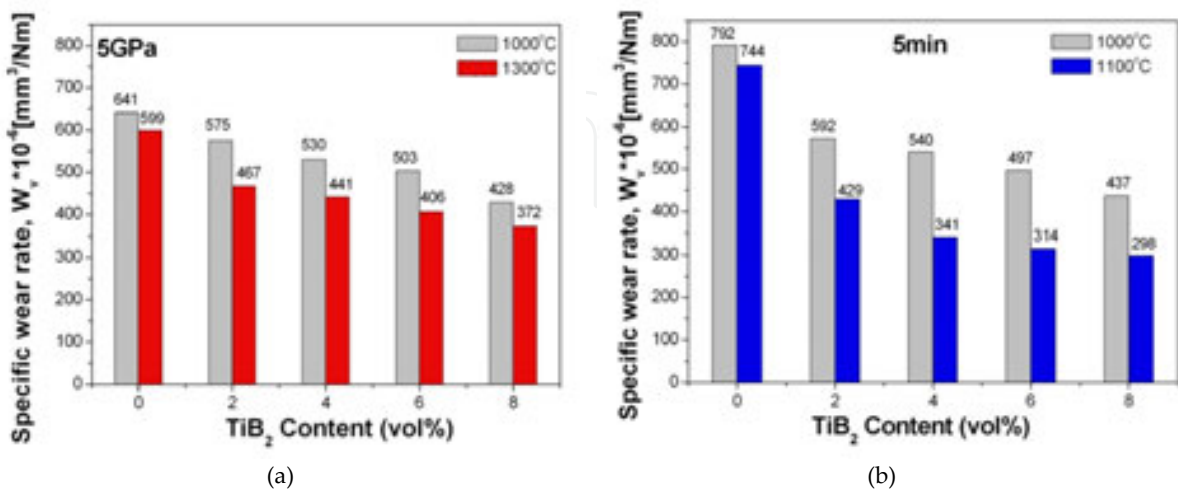 5GPa
1000°C
1300°C
800
700
600
500
400
300
200
100
0
641
599
575
467
530
441
503
406
428
372
0 2 4 6 8
TiB₂ Content (vol%)
Specific wear rate, Wᵥ*10⁻⁶[mm³/Nm]
(a)
5min
1000°C
1100°C
800
700
600
500
400
300
200
100
0
792
744
592
429
540
341
497
314
437
298
0 2 4 6 8
TiB₂ Content (vol%)
Specific wear rate, Wᵥ*10⁻⁶[mm³/Nm]
(b)